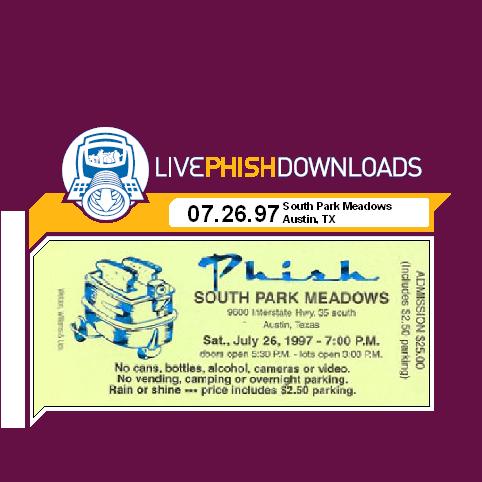 LIVEPHISHDOWNLOADS
07.26.97 South Park Meadows
Austin, TX
Phish
SOUTH PARK MEADOWS
9600 Interstate Hwy. 35 south
Austin, Texas
Sat., July 26, 1997 - 7:00 P.M.
doors open 5:30 P.M. - lots open 3:00 P.M.
No cans, bottles, alcohol, cameras or video.
No vending, camping or overnight parking.
Rain or shine --- price includes $2.50 parking.
ADMISSION $25.00
(Includes $2.50 parking)